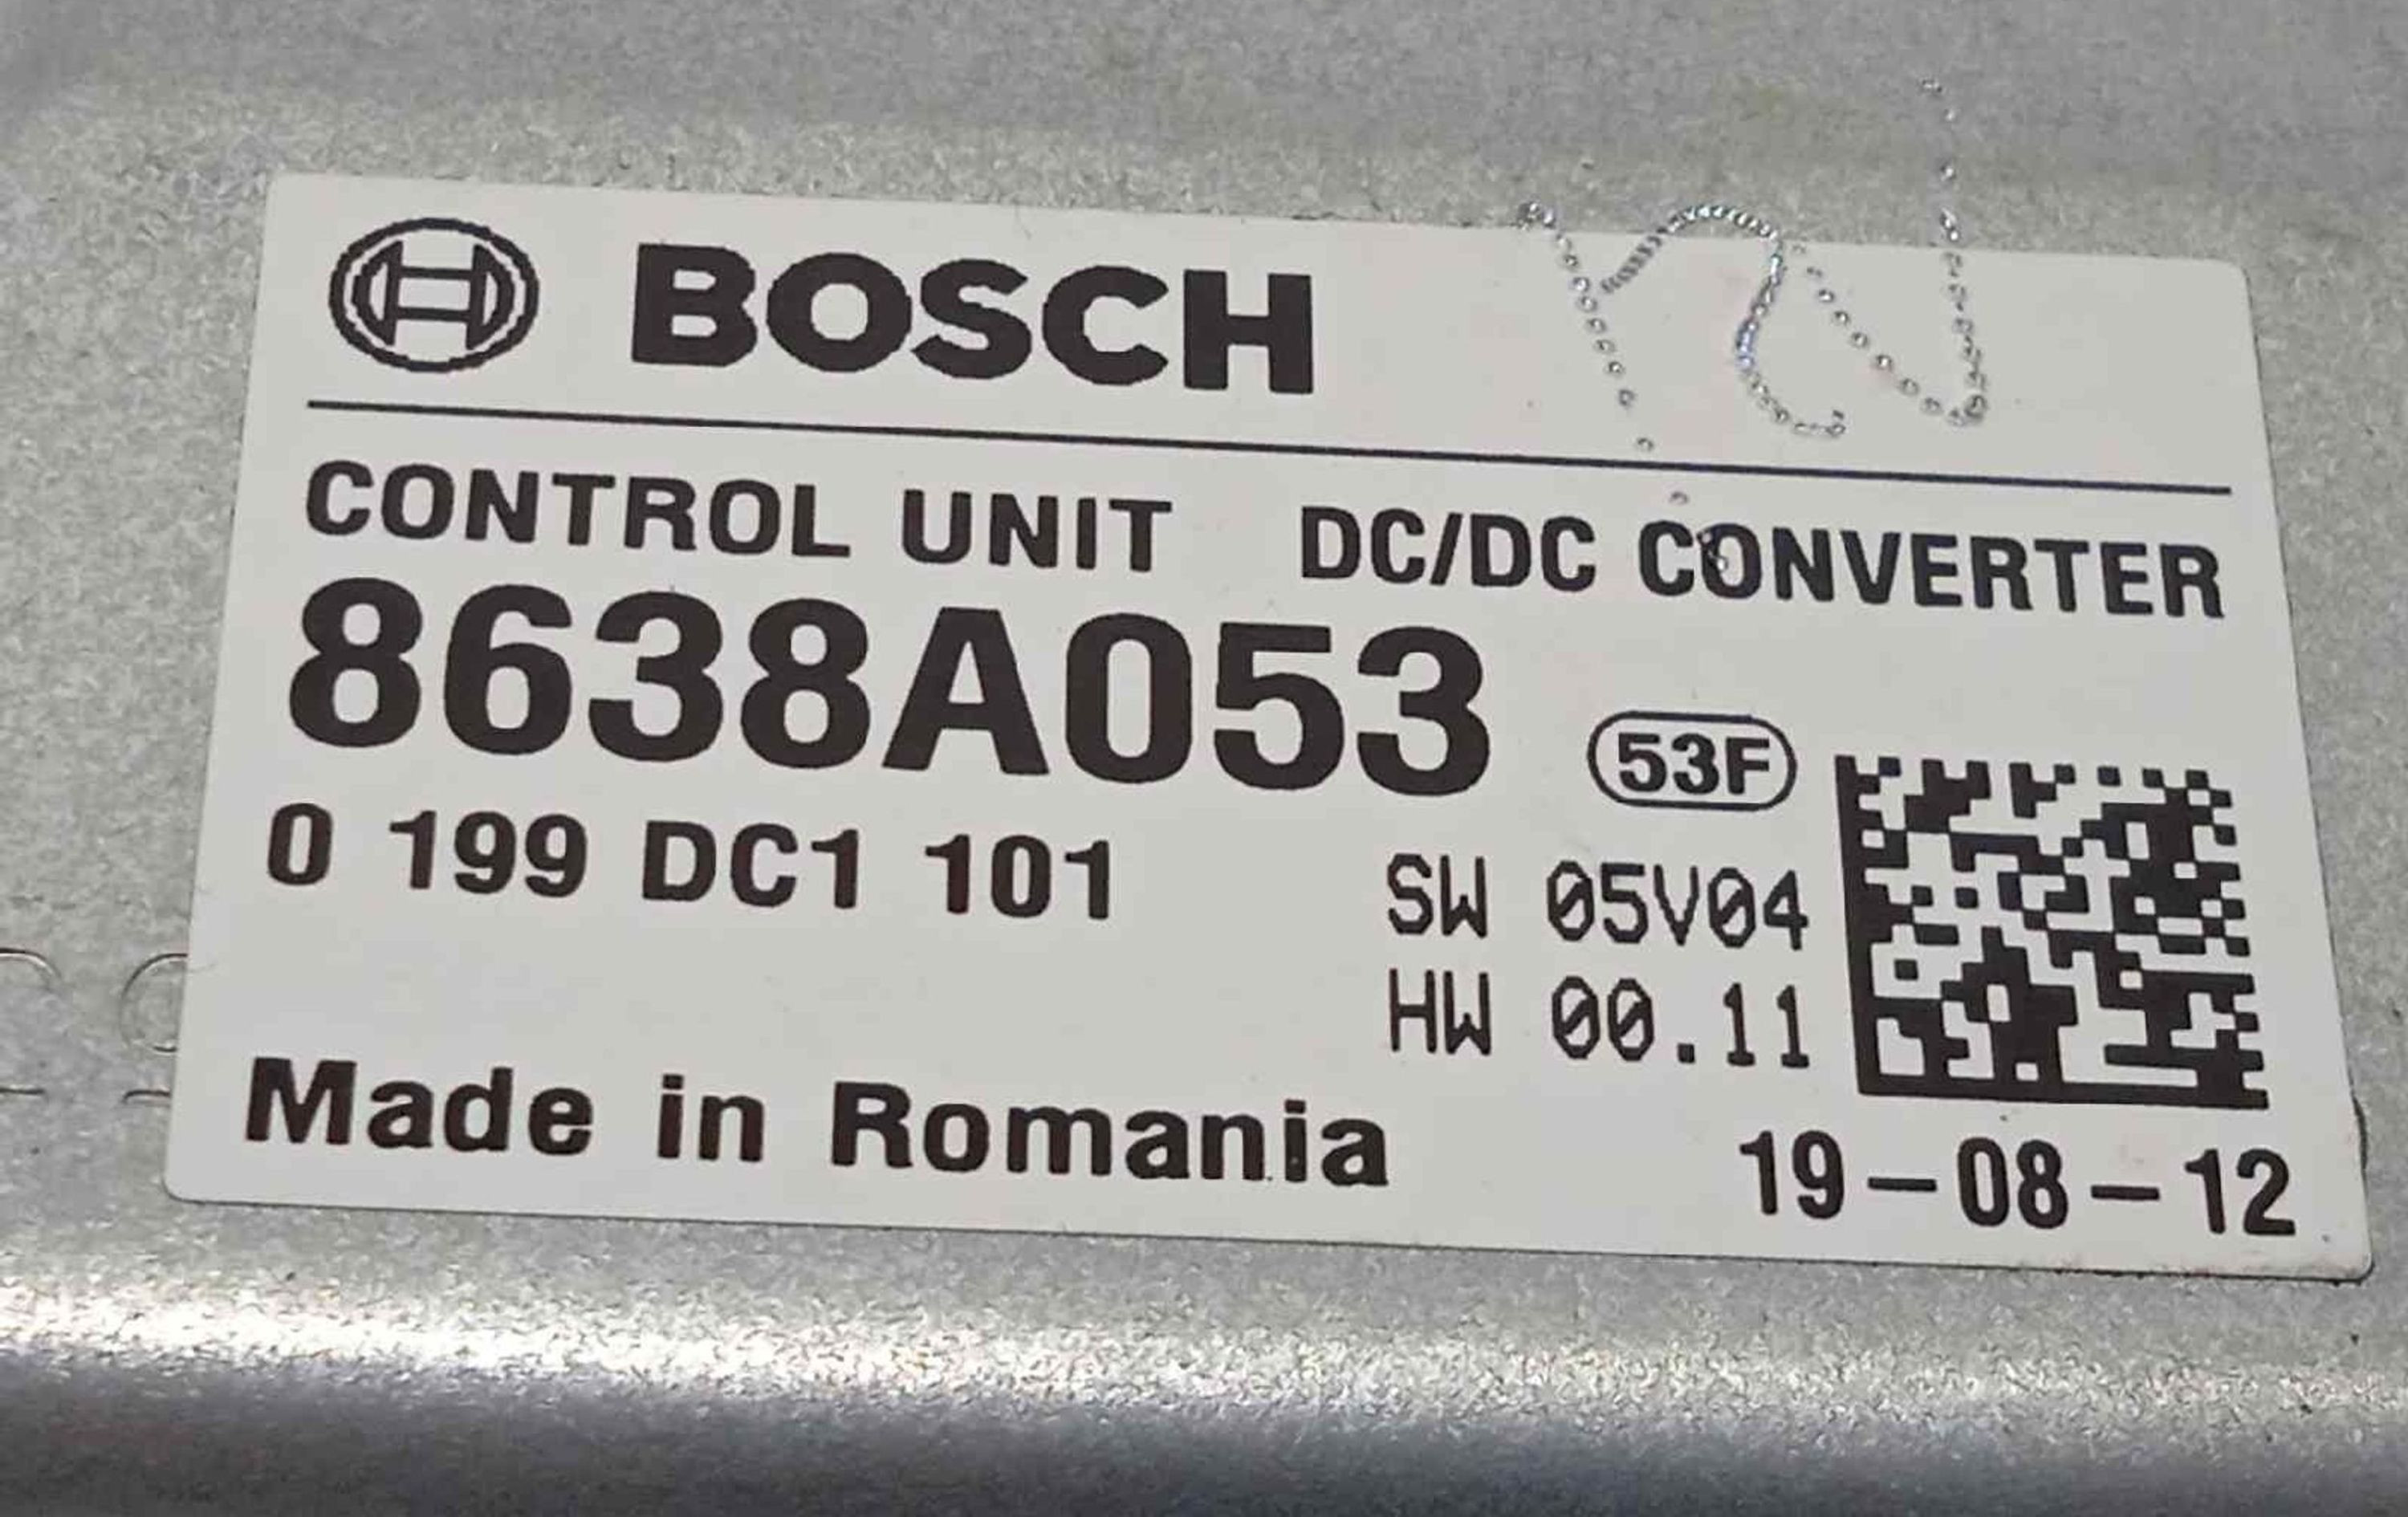 BOSCH
CONTROL UNIT DC/DC CONVERTER
8638A053
53F
0 199 DC1 101
SW 05V04
HW 00.11
Made in Romania
19-08-12